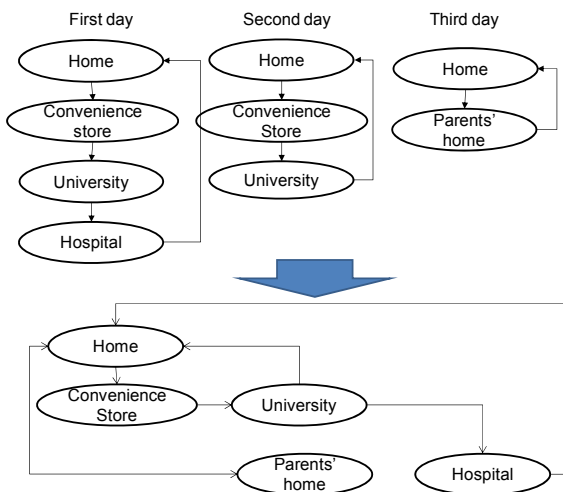 First day
Second day
Third day
Home
Convenience
store
University
Hospital
Home
Convenience
Store
University
Home
Parents’
home
Home
Convenience
Store
University
Parents’
home
Hospital